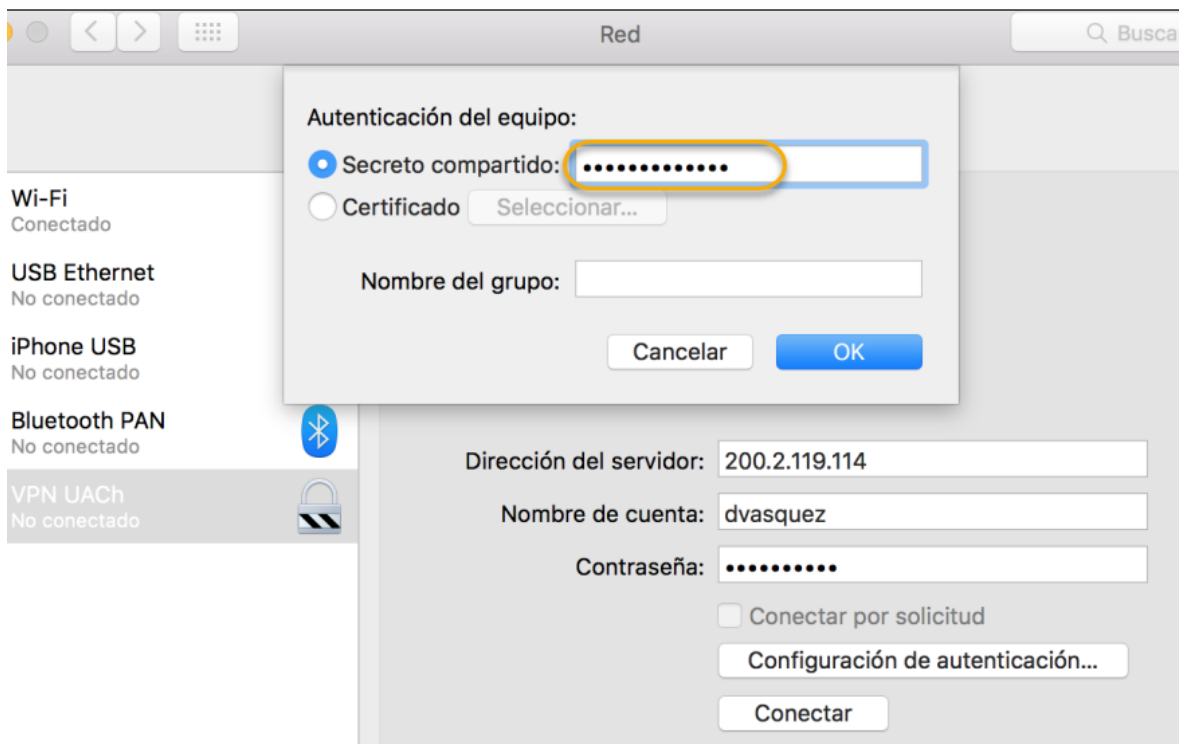 Red
Busca
Autenticación del equipo:
Secreto compartido: •••••••••••••
Certificado Seleccionar...
Nombre del grupo:
Cancelar OK
Wi-Fi
Conectado
USB Ethernet
No conectado
iPhone USB
No conectado
Bluetooth PAN
No conectado
VPN UACh
No conectado
Dirección del servidor: 200.2.119.114
Nombre de cuenta: dvasquez
Contraseña: ••••••••••
Conectar por solicitud
Configuración de autenticación...
Conectar